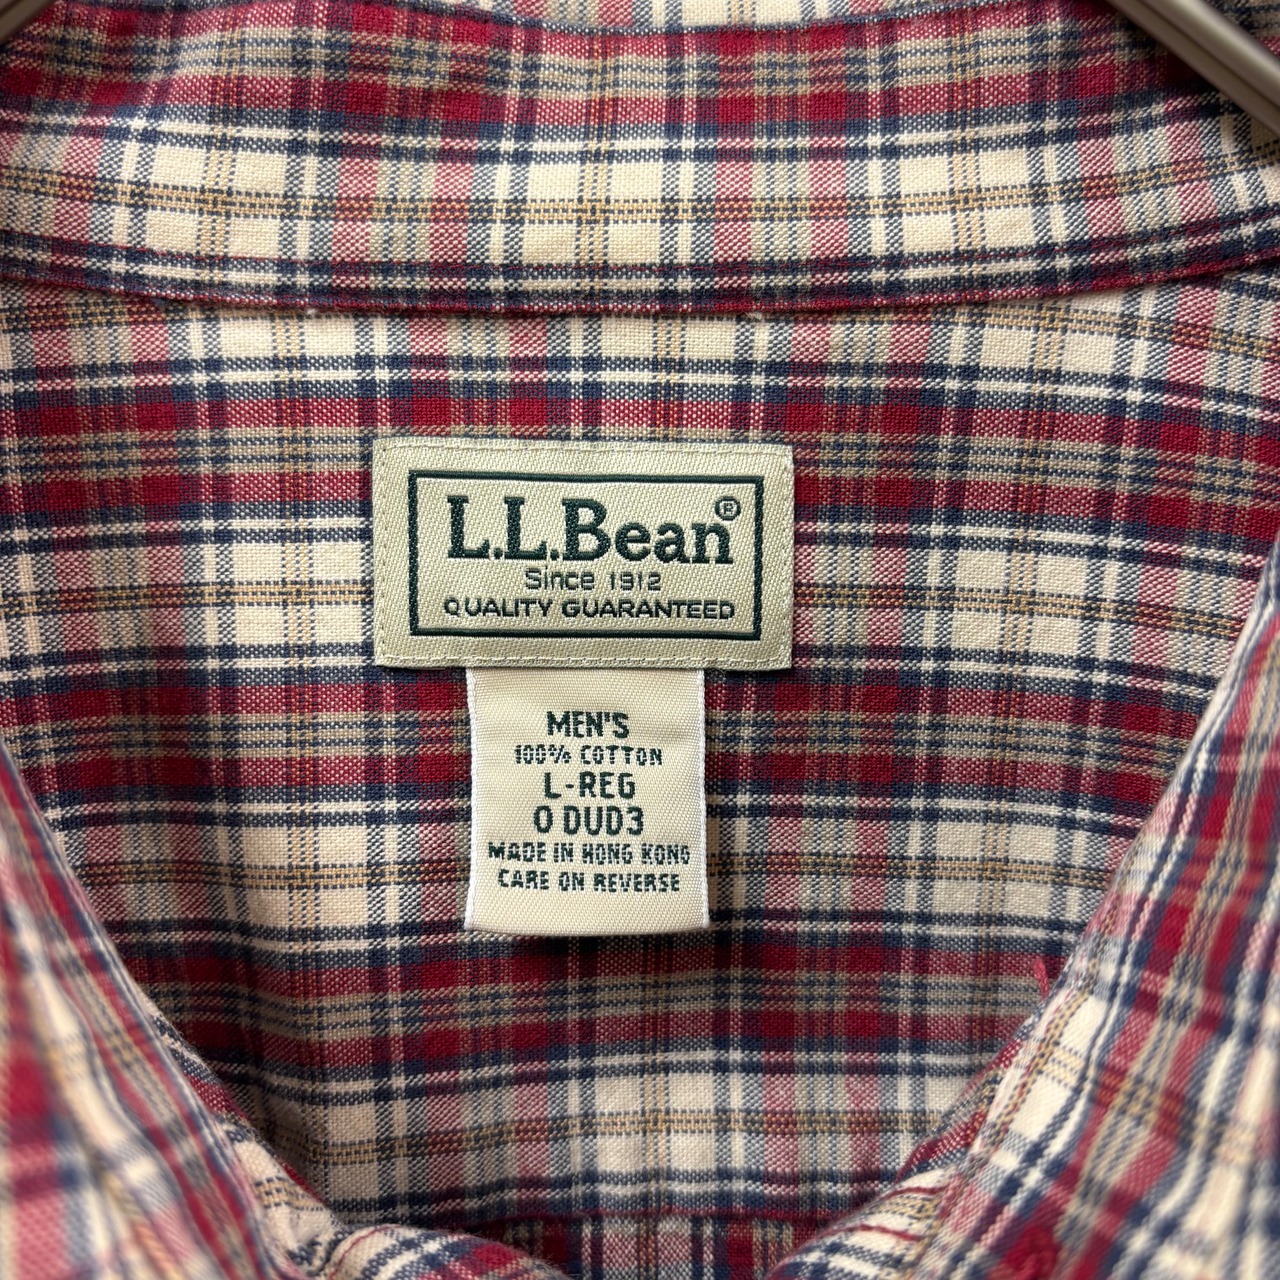 L.L.Bean®
Since 1912
QUALITY GUARANTEED
MEN'S
100% COTTON
L-REG
0 DUD3
MADE IN HONG KONG
CARE ON REVERSE